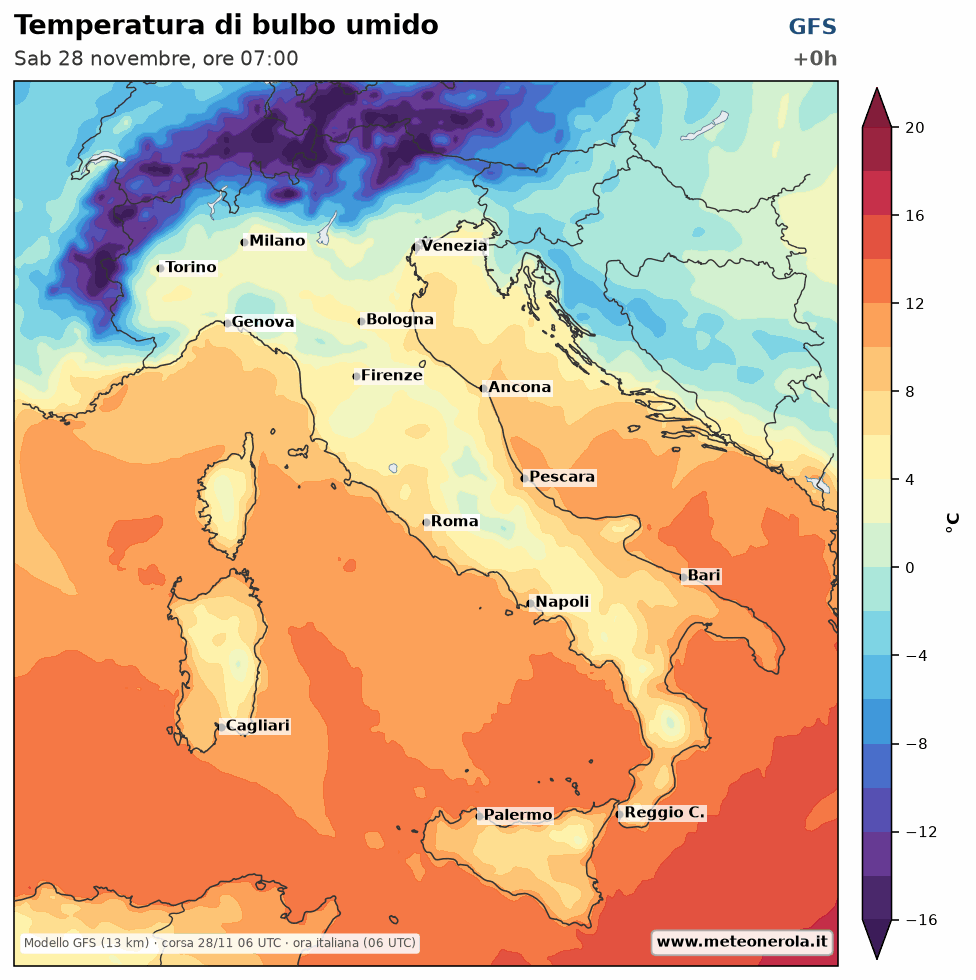 Temperatura di bulbo umido
GFS
Sab 28 novembre, ore 07:00
+0h
20
16
12
8
4
0
−4
−8
−12
−16
°C
Milano
Venezia
Torino
Genova
Bologna
Firenze
Ancona
Pescara
Roma
Bari
Napoli
Cagliari
Palermo
Reggio C.
Modello GFS (13 km) · corsa 28/11 06 UTC · ora italiana (06 UTC)
www.meteonerola.it